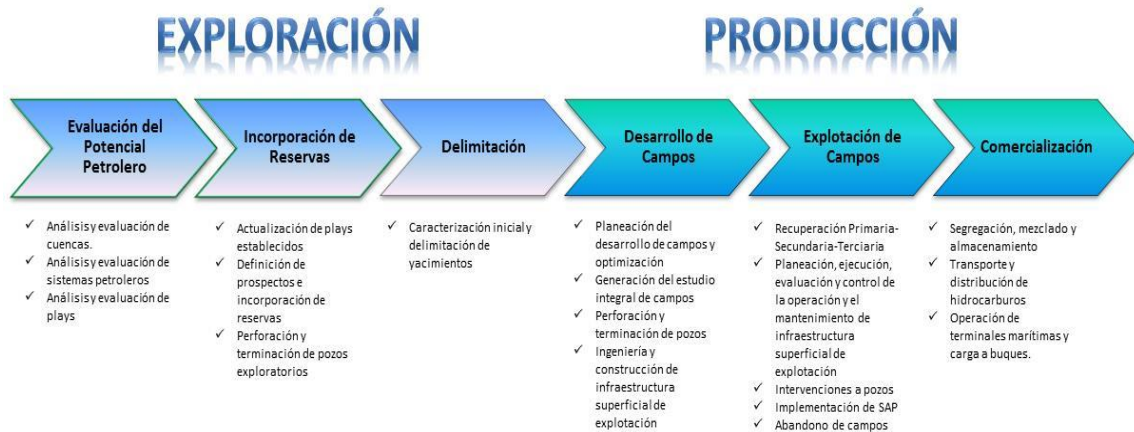 EXPLORACIÓN
PRODUCCIÓN
Evaluación del
Potencial
Petrolero
Incorporación de
Reservas
Delimitación
Desarrollo de
Campos
Explotación de
Campos
Comercialización
✓ Análisis y evaluación de
cuencas.
✓ Análisis y evaluación de
sistemas petroleros
✓ Análisis y evaluación de
plays
✓ Actualización de plays
establecidos
✓ Definición de
prospectos e
incorporación de
reservas
✓ Perforación y
terminación de pozos
exploratorios
✓ Caracterización inicial y
delimitación de
yacimientos
✓ Planeación del
desarrollo de campos y
optimización
✓ Generación del estudio
integral de campos
✓ Perforación y
terminación de pozos
✓ Ingeniería y
construcción de
infraestructura
superficial de
explotación
✓ Recuperación Primaria-
Secundaria-Terciaria
✓ Planeación, ejecución,
evaluación y control de
la operación y el
mantenimiento de
infraestructura
superficial de
explotación
✓ Intervenciones a pozos
✓ Implementación de SAP
✓ Abandono de campos
✓ Segregación, mezclado y
almacenamiento
✓ Transporte y
distribución de
hidrocarburos
✓ Operación de
terminales marítimas y
carga a buques.